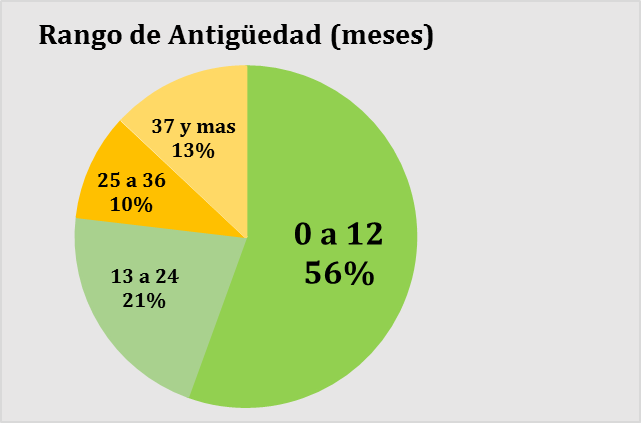 Rango de Antigüedad (meses)
37 y mas
13%
25 a 36
10%
0 a 12
56%
13 a 24
21%